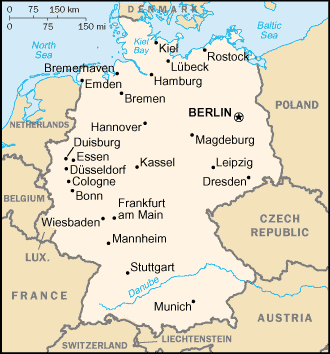 0 75 150 km
0 75 150 mi
DENMARK
North
Sea
Baltic
Sea
Kiel
Bay
Kiel
Rostock
Lübeck
Bremerhaven
Hamburg
Emden
Bremen
BERLIN
POLAND
NETHERLANDS
Hannover
Magdeburg
Duisburg
Essen
Kassel
Leipzig
Düsseldorf
Dresden
Cologne
BELGIUM
Bonn
Wiesbaden
Frankfurt
am Main
CZECH
REPUBLIC
LUX.
Mannheim
Stuttgart
Danube
FRANCE
Munich
AUSTRIA
SWITZERLAND
LIECHTENSTEIN